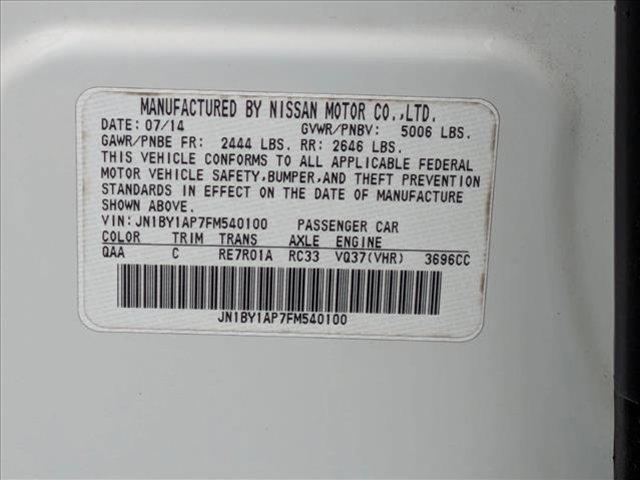 MANUFACTURED BY NISSAN MOTOR CO.,LTD.
DATE: 07/14 GVWR/PNBV: 5006 LBS.
GAWR/PNBE FR: 2444 LBS. RR: 2646 LBS.
THIS VEHICLE CONFORMS TO ALL APPLICABLE FEDERAL
MOTOR VEHICLE SAFETY,BUMPER,AND THEFT PREVENTION
STANDARDS IN EFFECT ON THE DATE OF MANUFACTURE
SHOWN ABOVE.
VIN: JN1BY1AP7FM540100 PASSENGER CAR
COLOR TRIM TRANS AXLE ENGINE
QAA C RE7R01A RC33 VQ37(VHR) 3696CC
JN1BY1AP7FM540100